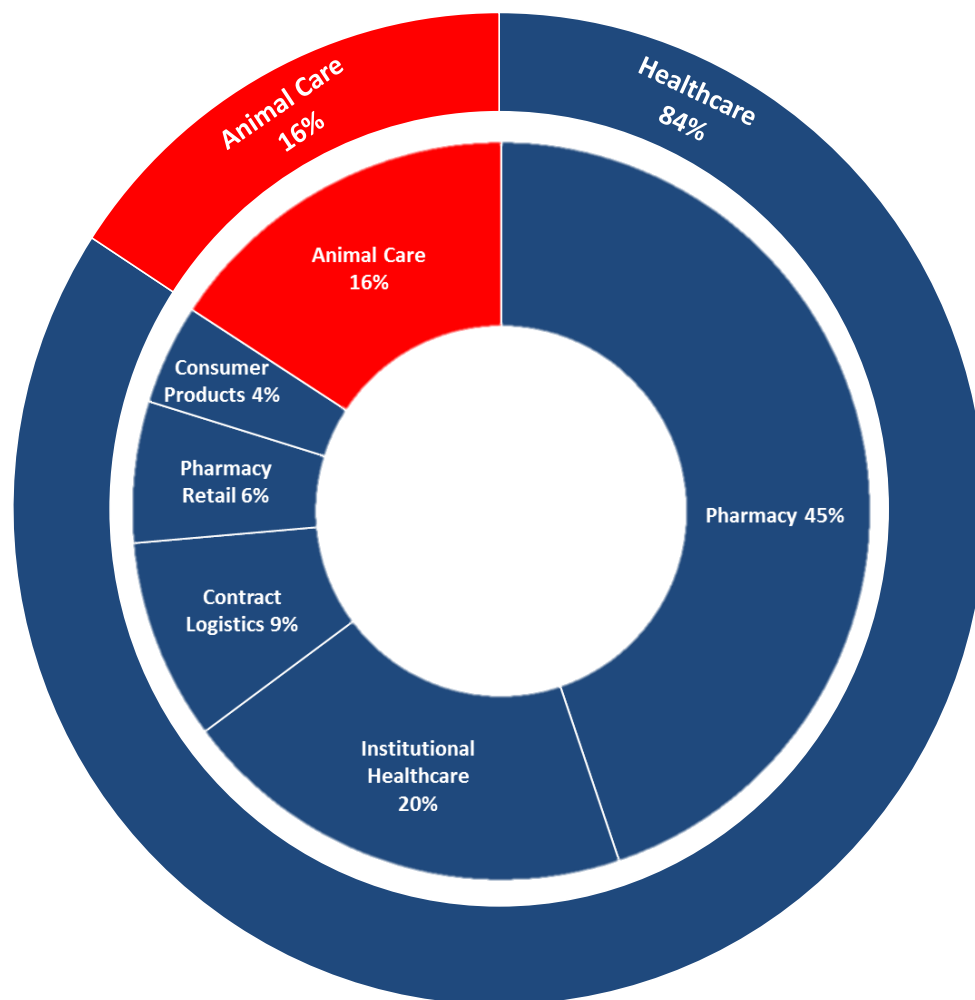 Animal Care
16%
Healthcare
84%
Animal Care
16%
Consumer
Products 4%
Pharmacy
Retail 6%
Pharmacy 45%
Contract
Logistics 9%
Institutional
Healthcare
20%